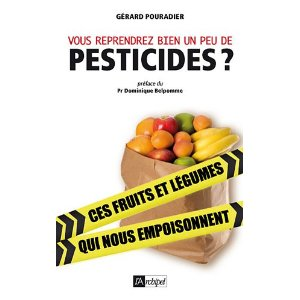 GÉRARD POURADIER
VOUS REPRENDREZ BIEN UN PEU DE
PESTICIDES ?
préface du
Pr Dominique Belpomme
CES FRUITS ET LÉGUMES
QUI NOUS EMPOISONNENT
l'Archipel